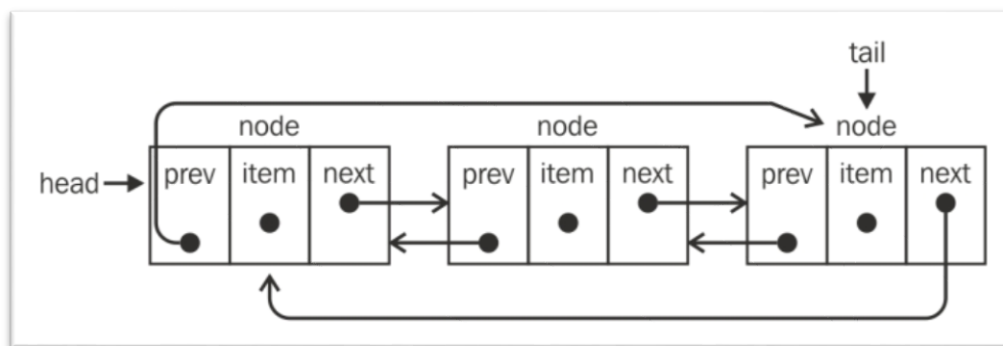 tail
node node node
head prev item next prev item next prev item next